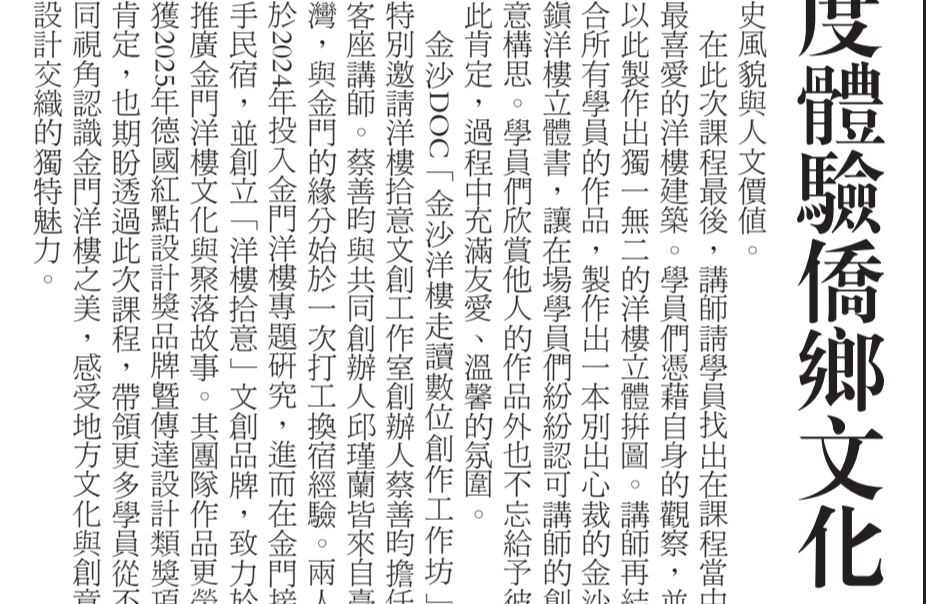 度體驗僑鄉文化
史風貌與人文價值。
在此次課程最後，講師請學員找出在課程當中
最喜愛的洋樓建築。學員們憑藉自身的觀察，並
以此製作出獨一無二的洋樓立體拼圖。講師再結
合所有學員的作品，製作出一本別出心裁的金沙
鎮洋樓立體書，讓在場學員們紛紛認可講師的創
意構思。學員們欣賞他人的作品外也不忘給予彼
此肯定，過程中充滿友愛、溫馨的氛圍。
金沙DOC「金沙洋樓走讀數位創作工作坊」
特別邀請洋樓拾意文創工作室創辦人蔡善昀擔任
客座講師。蔡善昀與共同創辦人邱瑾蘭皆來自臺
灣，與金門的緣分始於一次打工換宿經驗。兩人
於2024年投入金門洋樓專題研究，進而在金門接
手民宿，並創立「洋樓拾意」文創品牌，致力於
推廣金門洋樓文化與聚落故事。其團隊作品更榮
獲2025年德國紅點設計獎品牌暨傳達設計類獎項
肯定，也期盼透過此次課程，帶領更多學員從不
同視角認識金門洋樓之美，感受地方文化與創意
設計交織的獨特魅力。